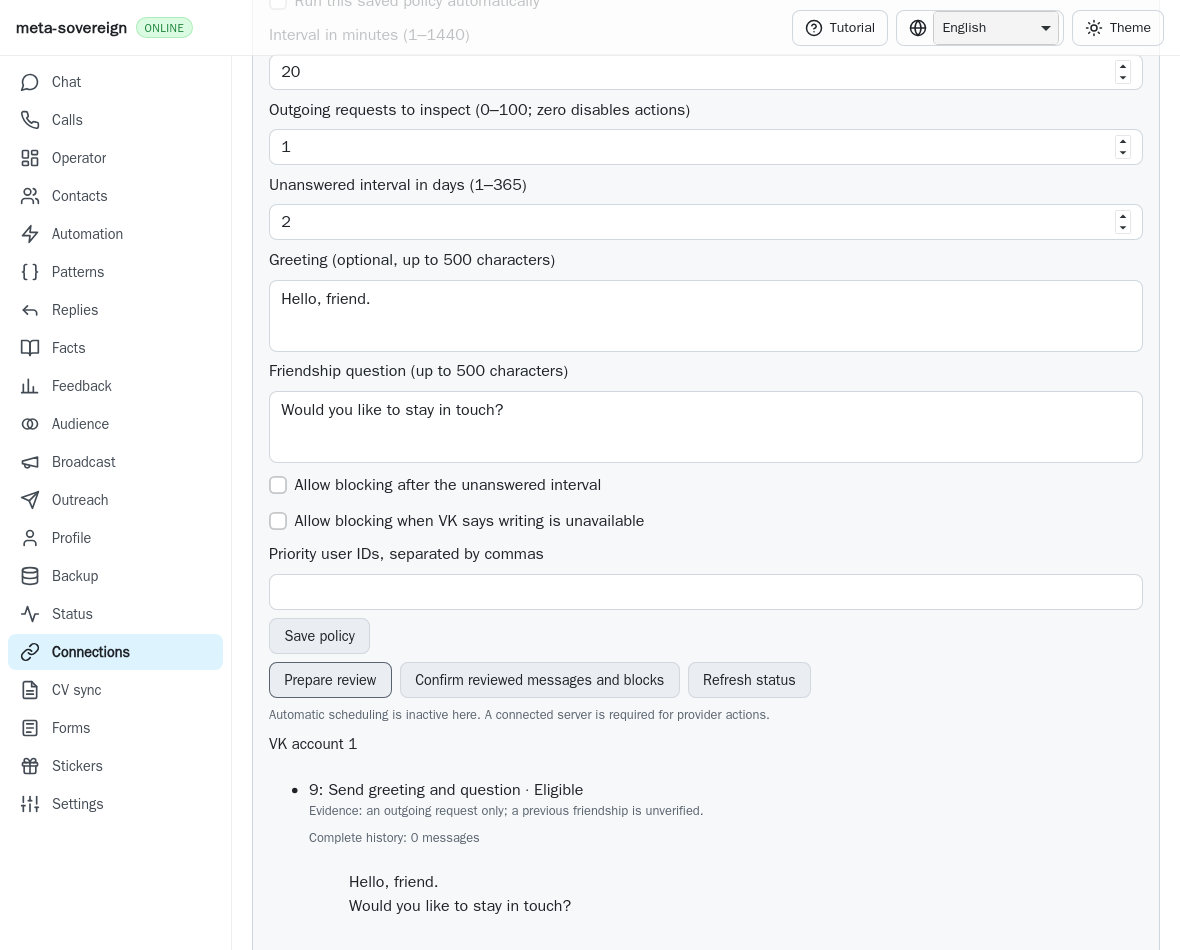 meta-sovereign
ONLINE
Tutorial
English
Theme
Chat
Calls
Operator
Contacts
Automation
Patterns
Replies
Facts
Feedback
Audience
Broadcast
Outreach
Profile
Backup
Status
Connections
CV sync
Forms
Stickers
Settings
Run this saved policy automatically
Interval in minutes (1–1440)
20
Outgoing requests to inspect (0–100; zero disables actions)
1
Unanswered interval in days (1–365)
2
Greeting (optional, up to 500 characters)
Hello, friend.
Friendship question (up to 500 characters)
Would you like to stay in touch?
Allow blocking after the unanswered interval
Allow blocking when VK says writing is unavailable
Priority user IDs, separated by commas
Save policy
Prepare review
Confirm reviewed messages and blocks
Refresh status
Automatic scheduling is inactive here. A connected server is required for provider actions.
VK account 1
• 9: Send greeting and question · Eligible
Evidence: an outgoing request only; a previous friendship is unverified.
Complete history: 0 messages
Hello, friend.
Would you like to stay in touch?